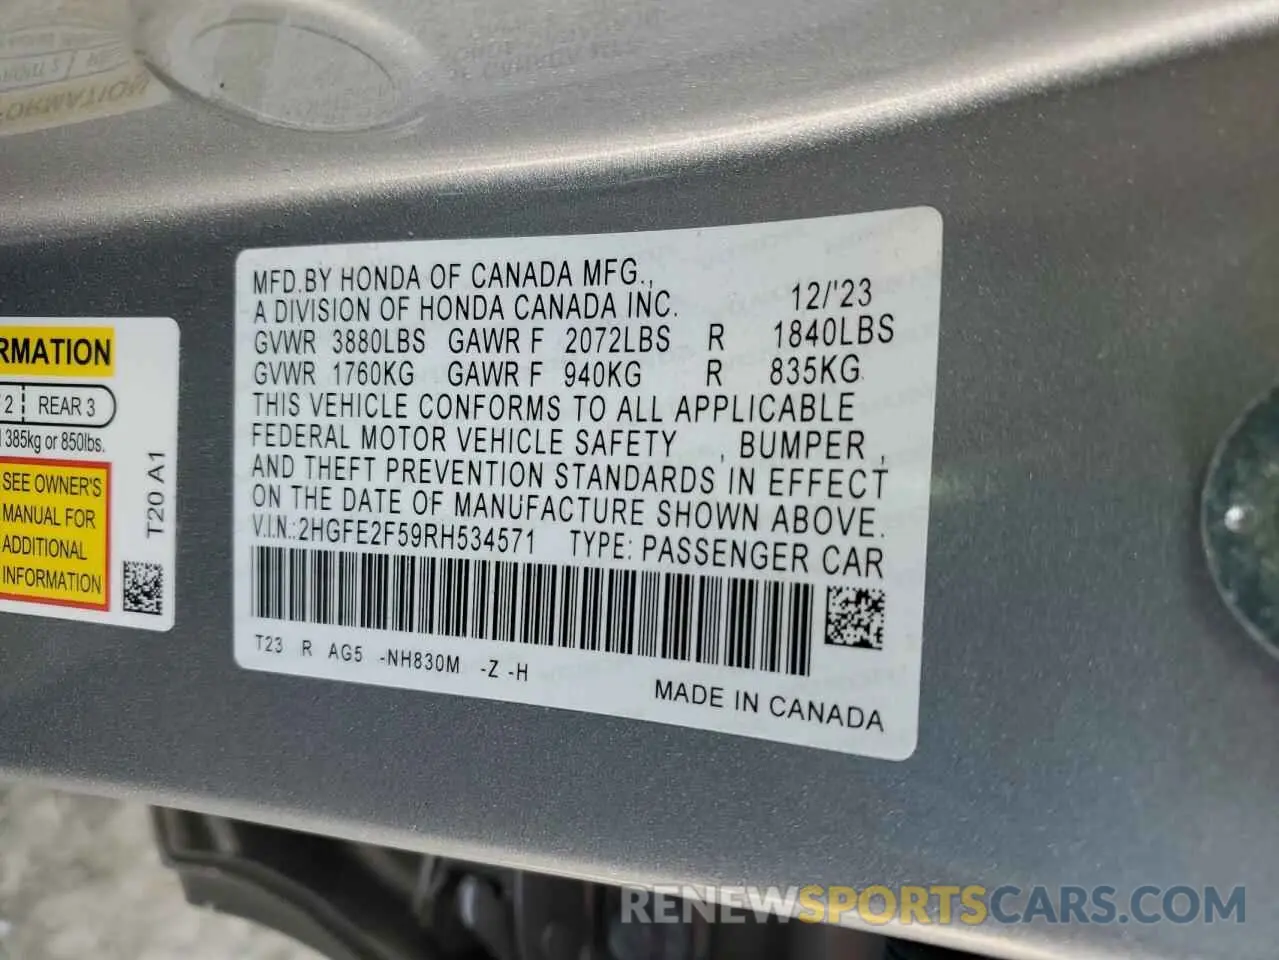 MFD.BY HONDA OF CANADA MFG.,
A DIVISION OF HONDA CANADA INC. 12/'23
GVWR 3880LBS GAWR F 2072LBS R 1840LBS
GVWR 1760KG GAWR F 940KG R 835KG
THIS VEHICLE CONFORMS TO ALL APPLICABLE
FEDERAL MOTOR VEHICLE SAFETY , BUMPER ,
AND THEFT PREVENTION STANDARDS IN EFFECT
ON THE DATE OF MANUFACTURE SHOWN ABOVE.
V.I.N.:2HGFE2F59RH534571 TYPE: PASSENGER CAR
T23 R AG5 -NH830M -Z -H
MADE IN CANADA
RMATION
2 REAR 3
385kg or 850lbs.
SEE OWNER'S
MANUAL FOR
ADDITIONAL
INFORMATION
T20 A1
RENEWSPORTSCARS.COM